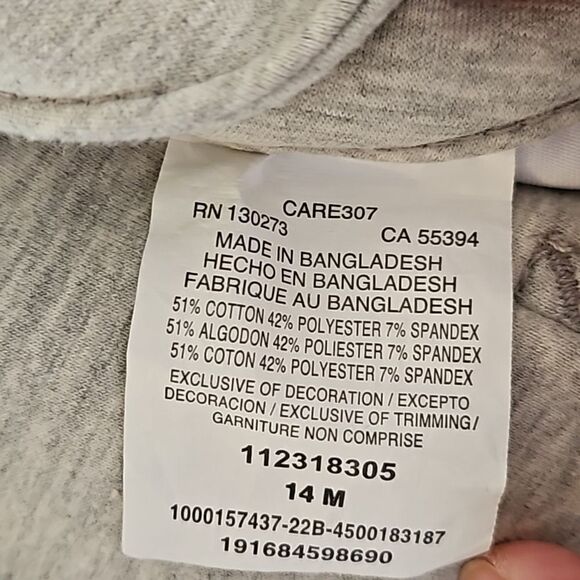 CARE307
RN 130273 CA 55394
MADE IN BANGLADESH
HECHO EN BANGLADESH
FABRIQUE AU BANGLADESH
51% COTTON 42% POLYESTER 7% SPANDEX
51% ALGODON 42% POLIESTER 7% SPANDEX
51% COTON 42% POLYESTER 7% SPANDEX
EXCLUSIVE OF DECORATION / EXCEPTO
DECORACION / EXCLUSIVE OF TRIMMING/
GARNITURE NON COMPRISE
112318305
14 M
1000157437-22B-4500183187
191684598690